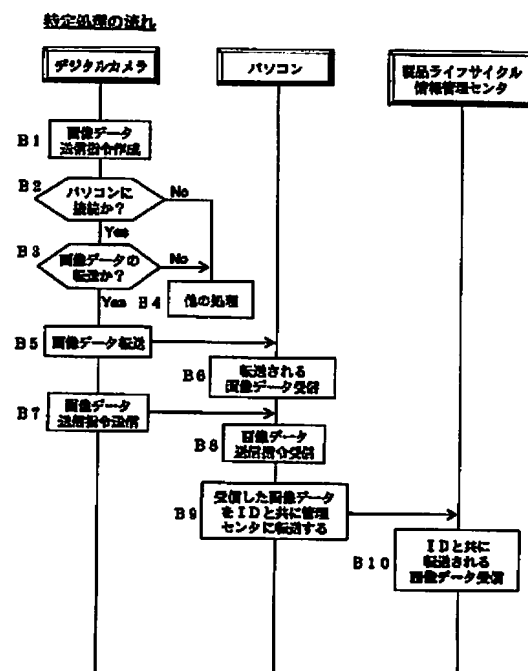 特定処理の流れ
デジタルカメラ
パソコン
製品ライフサイクル
情報管理センタ
B1
画像データ
送信指令作成
B2
パソコンに
接続か?
No
Yes
B3
画像データの
転送か?
No
Yes
B4
他の処理
B5
画像データ転送
B6
転送される
画像データ受信
B7
画像データ
送信指令送信
B8
画像データ
送信指令受信
B9
受信した画像データ
をIDと共に管理
センタに転送する
B10
IDと共に
転送される
画像データ受信